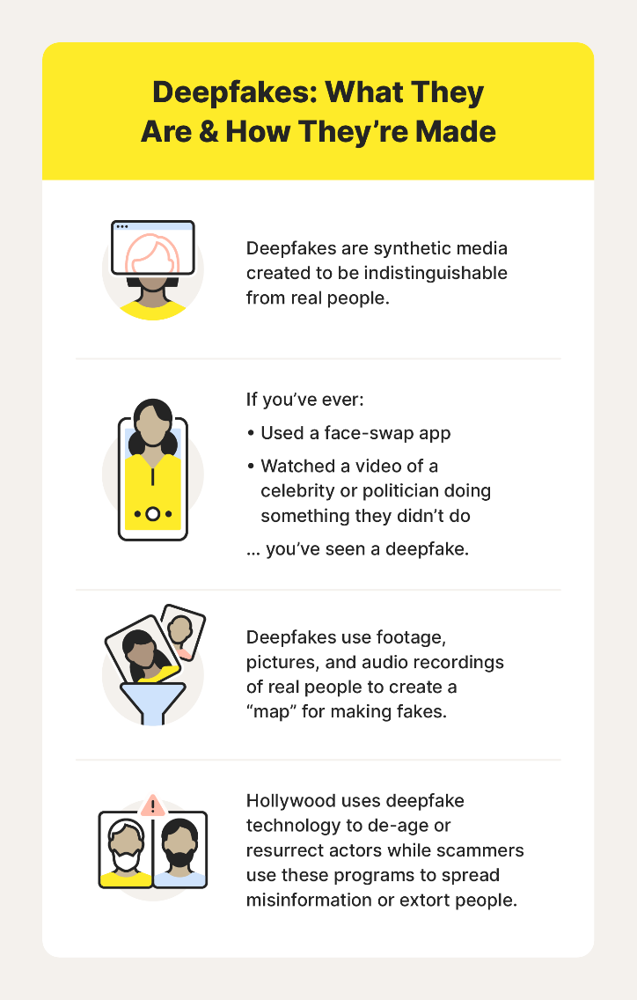 Deepfakes: What They
Are & How They’re Made
Deepfakes are synthetic media
created to be indistinguishable
from real people.
If you’ve ever:
• Used a face-swap app
• Watched a video of a
celebrity or politician doing
something they didn’t do
... you’ve seen a deepfake.
Deepfakes use footage,
pictures, and audio recordings
of real people to create a
“map” for making fakes.
Hollywood uses deepfake
technology to de-age or
resurrect actors while scammers
use these programs to spread
misinformation or extort people.